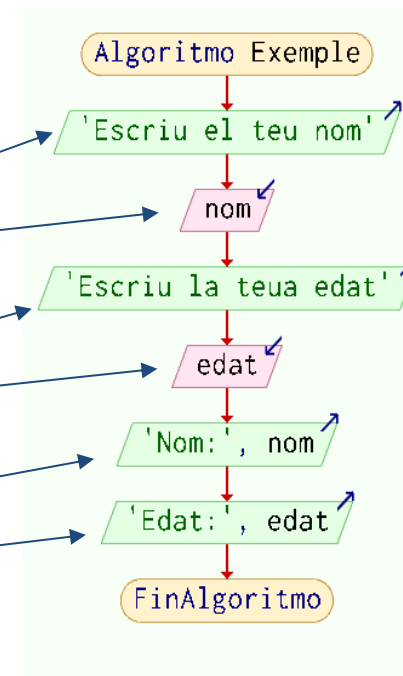 Algoritmo Exemple
'Escriu el teu nom'
nom
'Escriu la teua edat'
edat
'Nom:', nom
'Edat:', edat
FinAlgoritmo